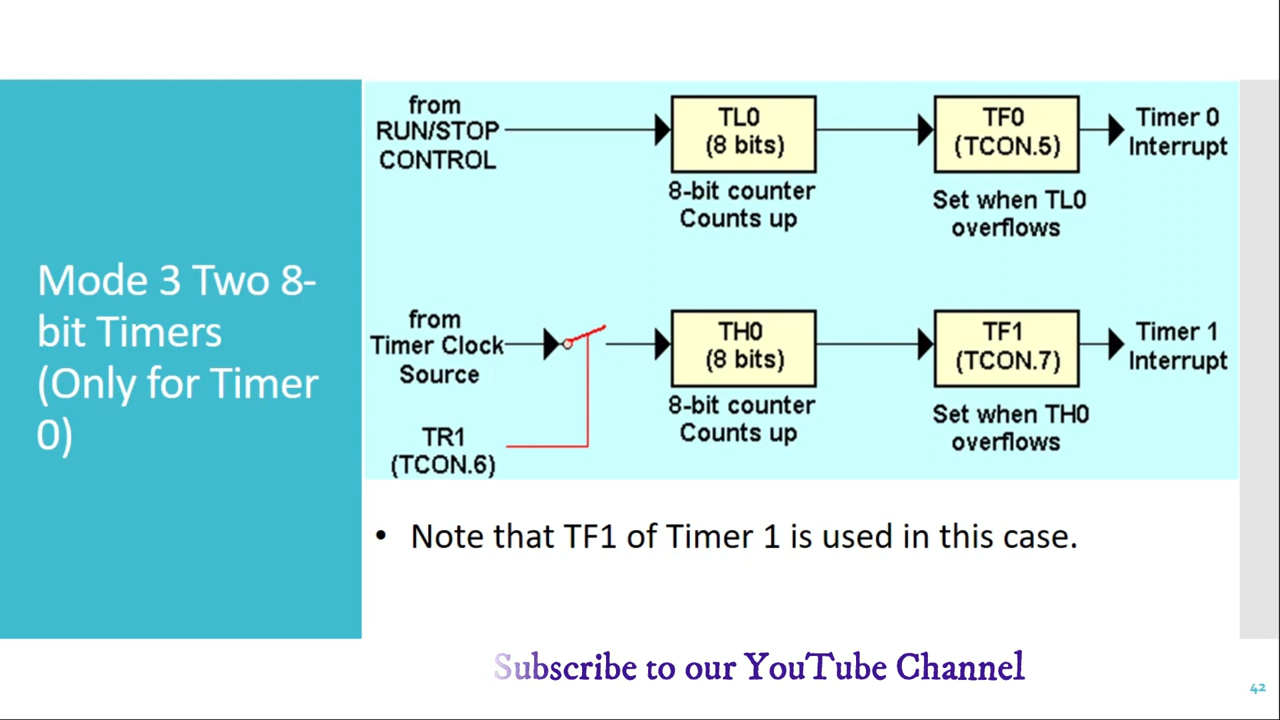 Mode 3 Two 8-
bit Timers
(Only for Timer
0)
from
RUN/STOP
CONTROL
TL0
(8 bits)
8-bit counter
Counts up
TF0
(TCON.5)
Set when TL0
overflows
Timer 0
Interrupt
from
Timer Clock
Source
TR1
(TCON.6)
TH0
(8 bits)
8-bit counter
Counts up
TF1
(TCON.7)
Set when TH0
overflows
Timer 1
Interrupt
• Note that TF1 of Timer 1 is used in this case.
Subscribe to our YouTube Channel
42